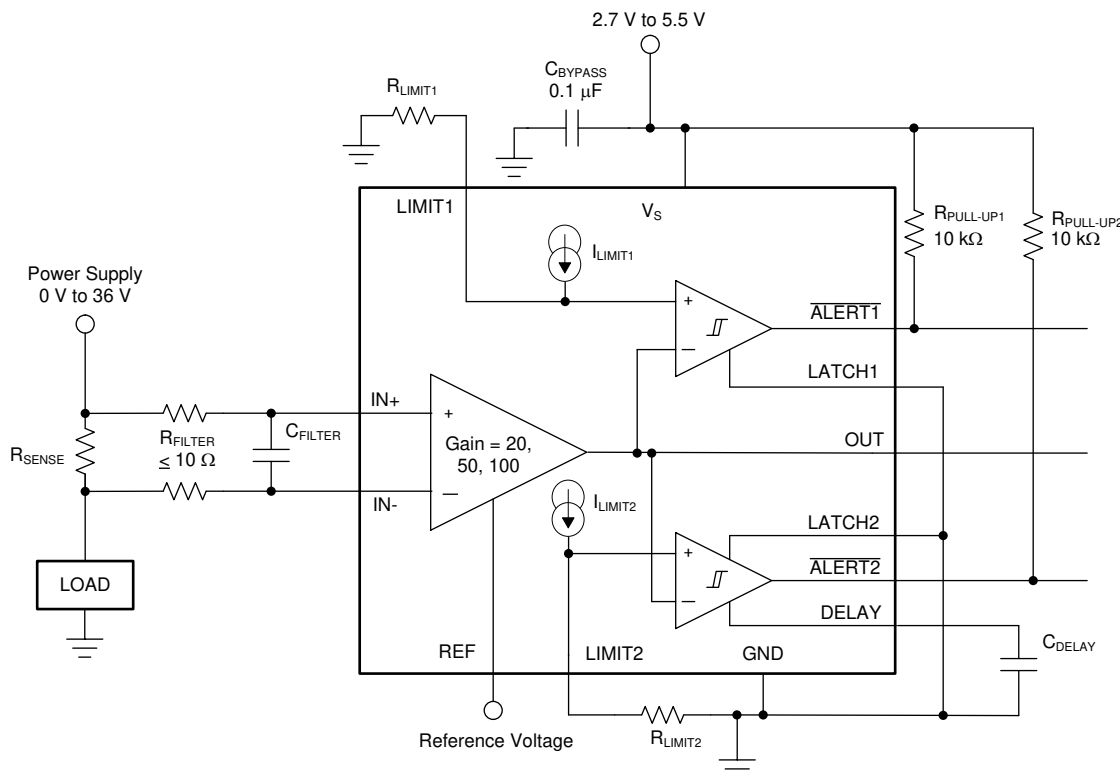 2.7 V to 5.5 V
CBYPASS
0.1 μF
RLIMIT1
LIMIT1
VS
RPULL-UP1
10 kΩ
RPULL-UP2
10 kΩ
ILIMIT1
Power Supply
0 V to 36 V
+
−
ALERT1
LATCH1
IN+
+
RSENSE
RFILTER
≤ 10 Ω
CFILTER
Gain = 20,
50, 100
OUT
−
IN-
ILIMIT2
LATCH2
+
−
ALERT2
LOAD
DELAY
REF
LIMIT2
GND
CDELAY
RLIMIT2
Reference Voltage